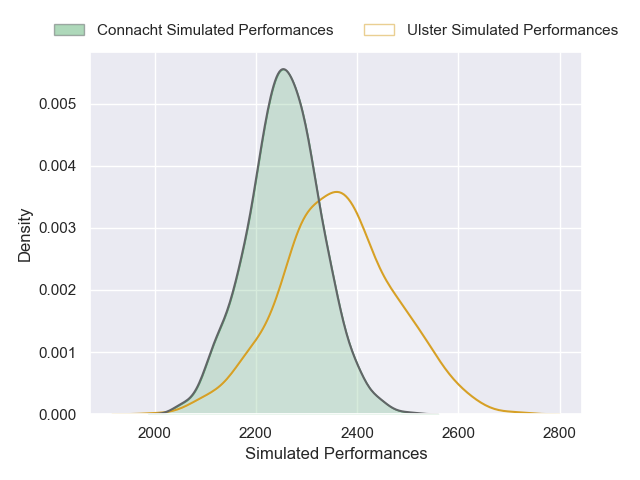 Connacht Simulated Performances Ulster Simulated Performances
0.005
0.004
0.003
0.002
0.001
0.000
Density
2000 2200 2400 2600 2800
Simulated Performances